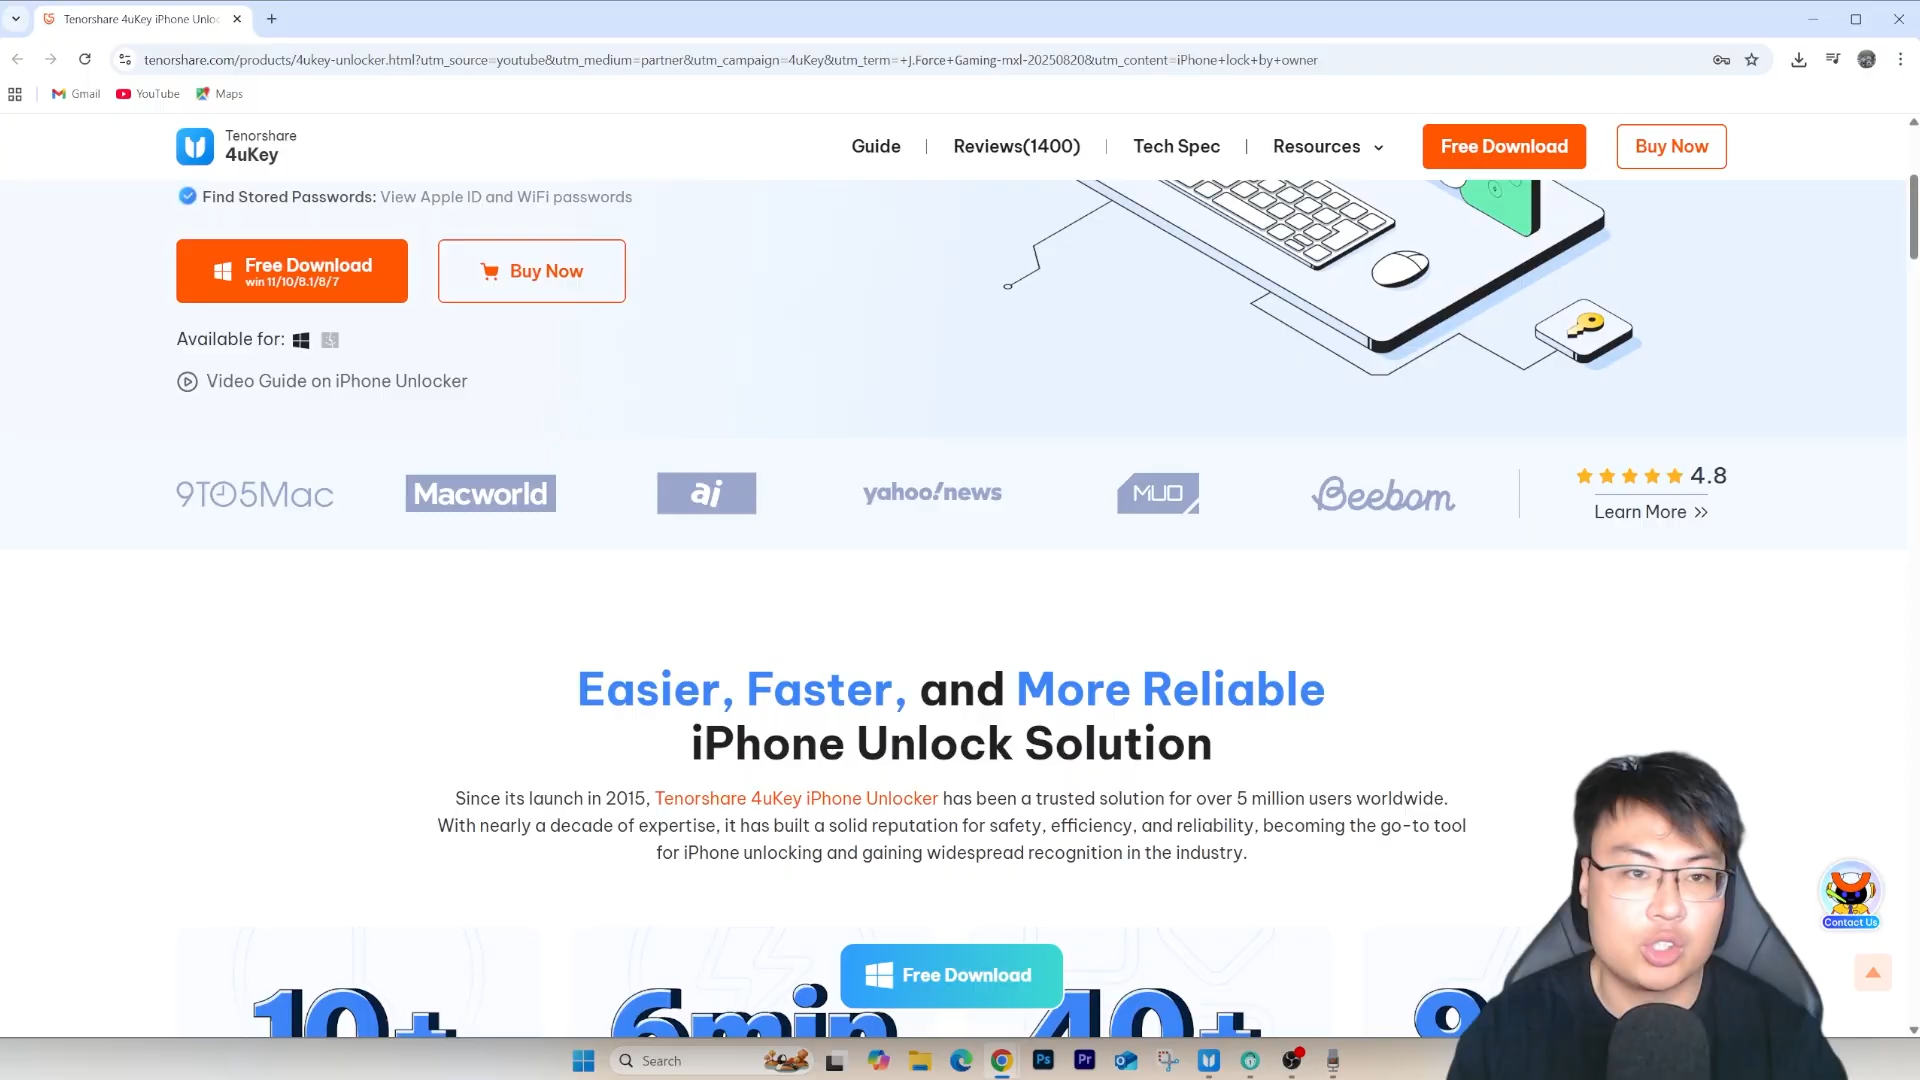 Tenorshare 4uKey iPhone Unlo
tenorshare.com/products/4ukey-unlocker.html?utm_source=youtube&utm_medium=partner&utm_campaign=4uKey&utm_term=+J.Force+Gaming-mxl-20250820&utm_content=iPhone+lock+by+owner
Gmail
YouTube
Maps
Tenorshare
4uKey
Guide
Reviews(1400)
Tech Spec
Resources
Free Download
Buy Now
Find Stored Passwords: View Apple ID and WiFi passwords
Free Download
win 11/10/8.1/8/7
Buy Now
Available for:
Video Guide on iPhone Unlocker
9TO5Mac
Macworld
ai
yahoo!news
MUO
Beebom
4.8
Learn More >>
Easier, Faster, and More Reliable
iPhone Unlock Solution
Since its launch in 2015, Tenorshare 4uKey iPhone Unlocker has been a trusted solution for over 5 million users worldwide.
With nearly a decade of expertise, it has built a solid reputation for safety, efficiency, and reliability, becoming the go-to tool
for iPhone unlocking and gaining widespread recognition in the industry.
Contact Us
Free Download
10+
6min
40+
Search
Ps
Pr